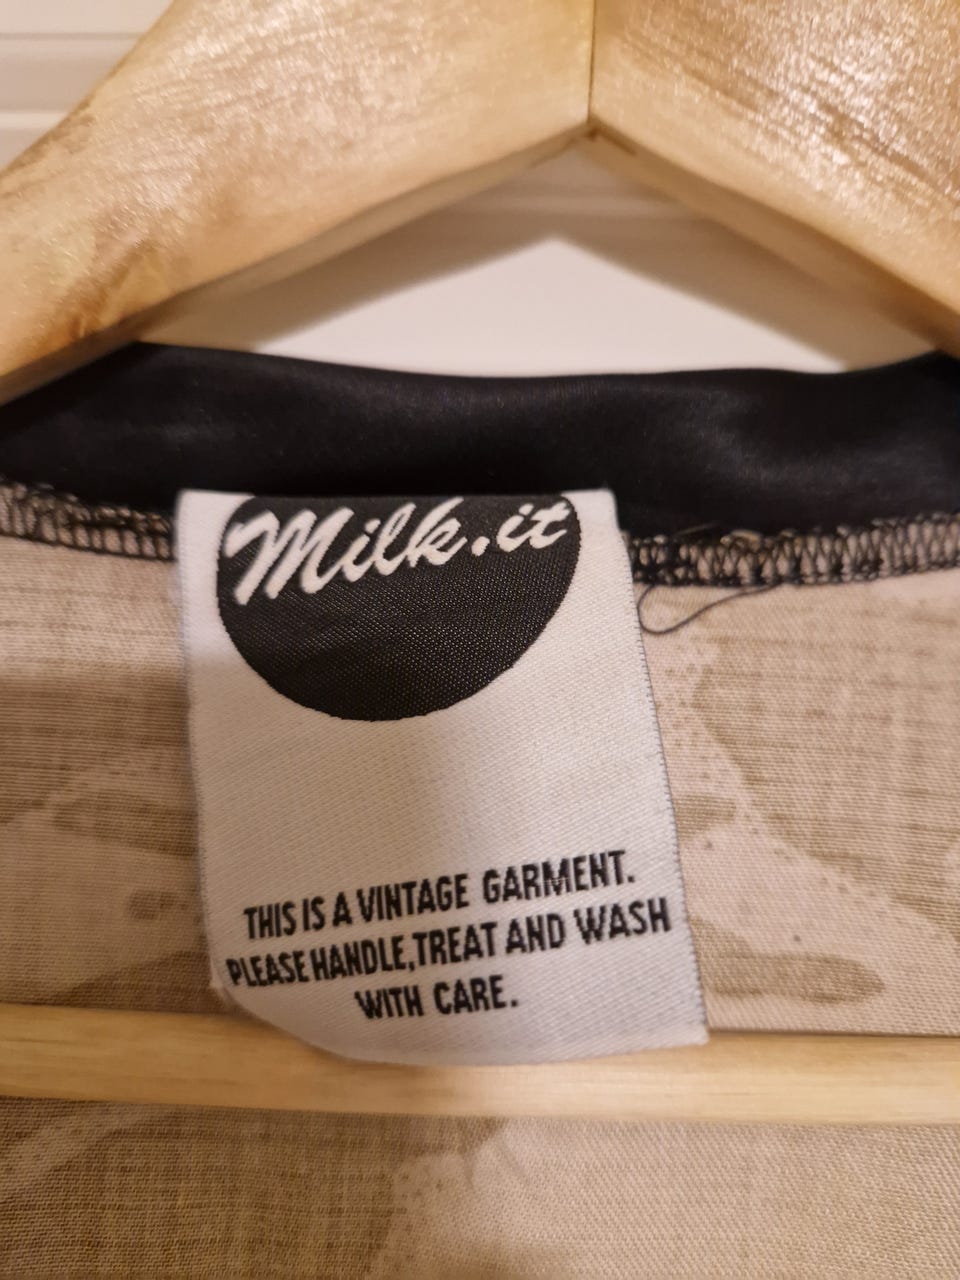 Milk.it
THIS IS A VINTAGE GARMENT.
PLEASE HANDLE,TREAT AND WASH
WITH CARE.